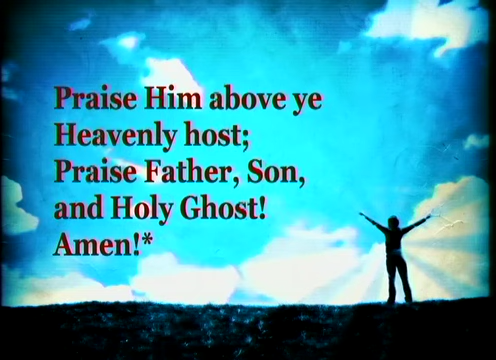 Praise Him above ye
Heavenly host;
Praise Father, Son,
and Holy Ghost!
Amen!*